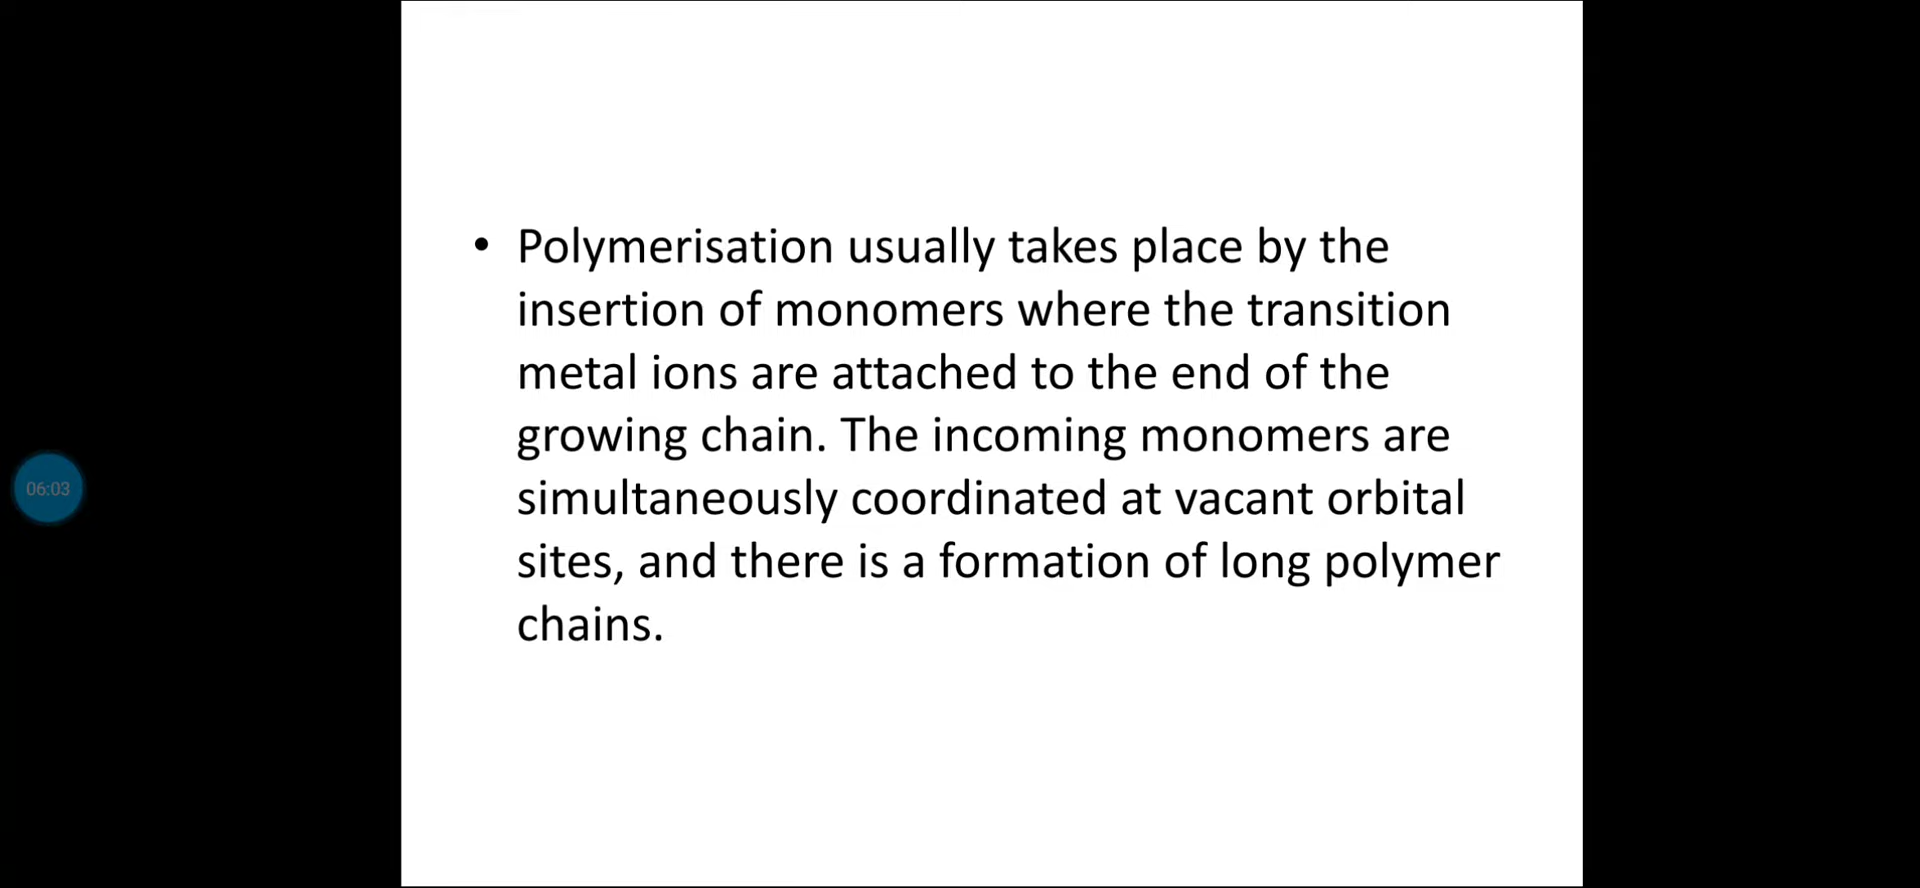 • Polymerisation usually takes place by the
insertion of monomers where the transition
metal ions are attached to the end of the
growing chain. The incoming monomers are
simultaneously coordinated at vacant orbital
sites, and there is a formation of long polymer
chains.
06:03